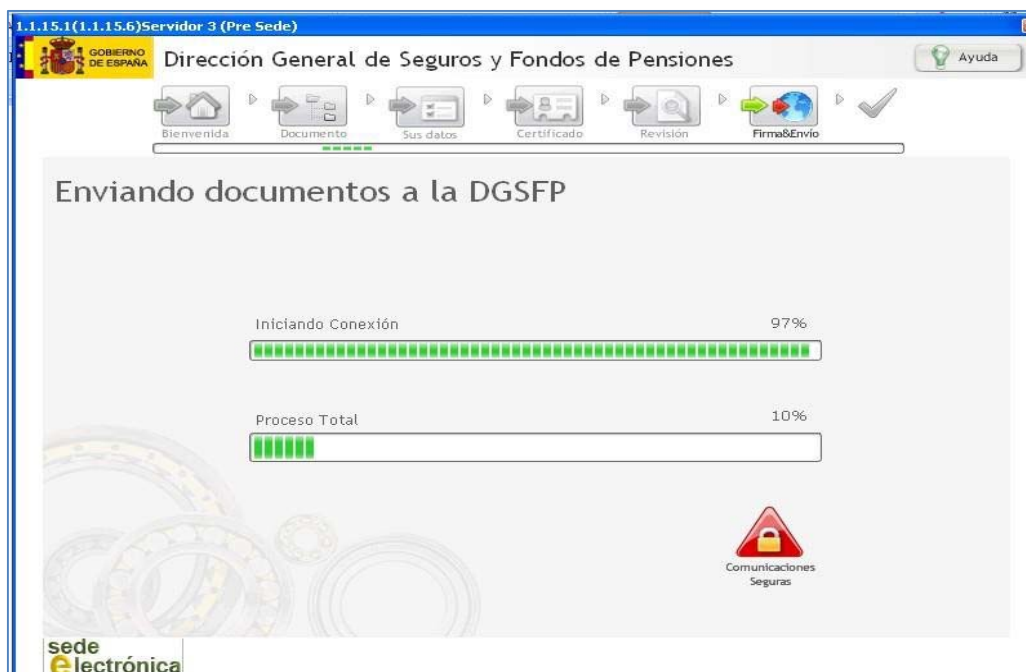 1.1.15.1(1.1.15.6)Servidor 3 (Pre Sede)
GOBIERNO
DE ESPAÑA
Dirección General de Seguros y Fondos de Pensiones
Ayuda
Bienvenida
Documento
Sus datos
Certificado
Revisión
Firma&Envío
Enviando documentos a la DGSFP
Iniciando Conexión
97%
Proceso Total
10%
Comunicaciones
Seguras
sede
electrónica